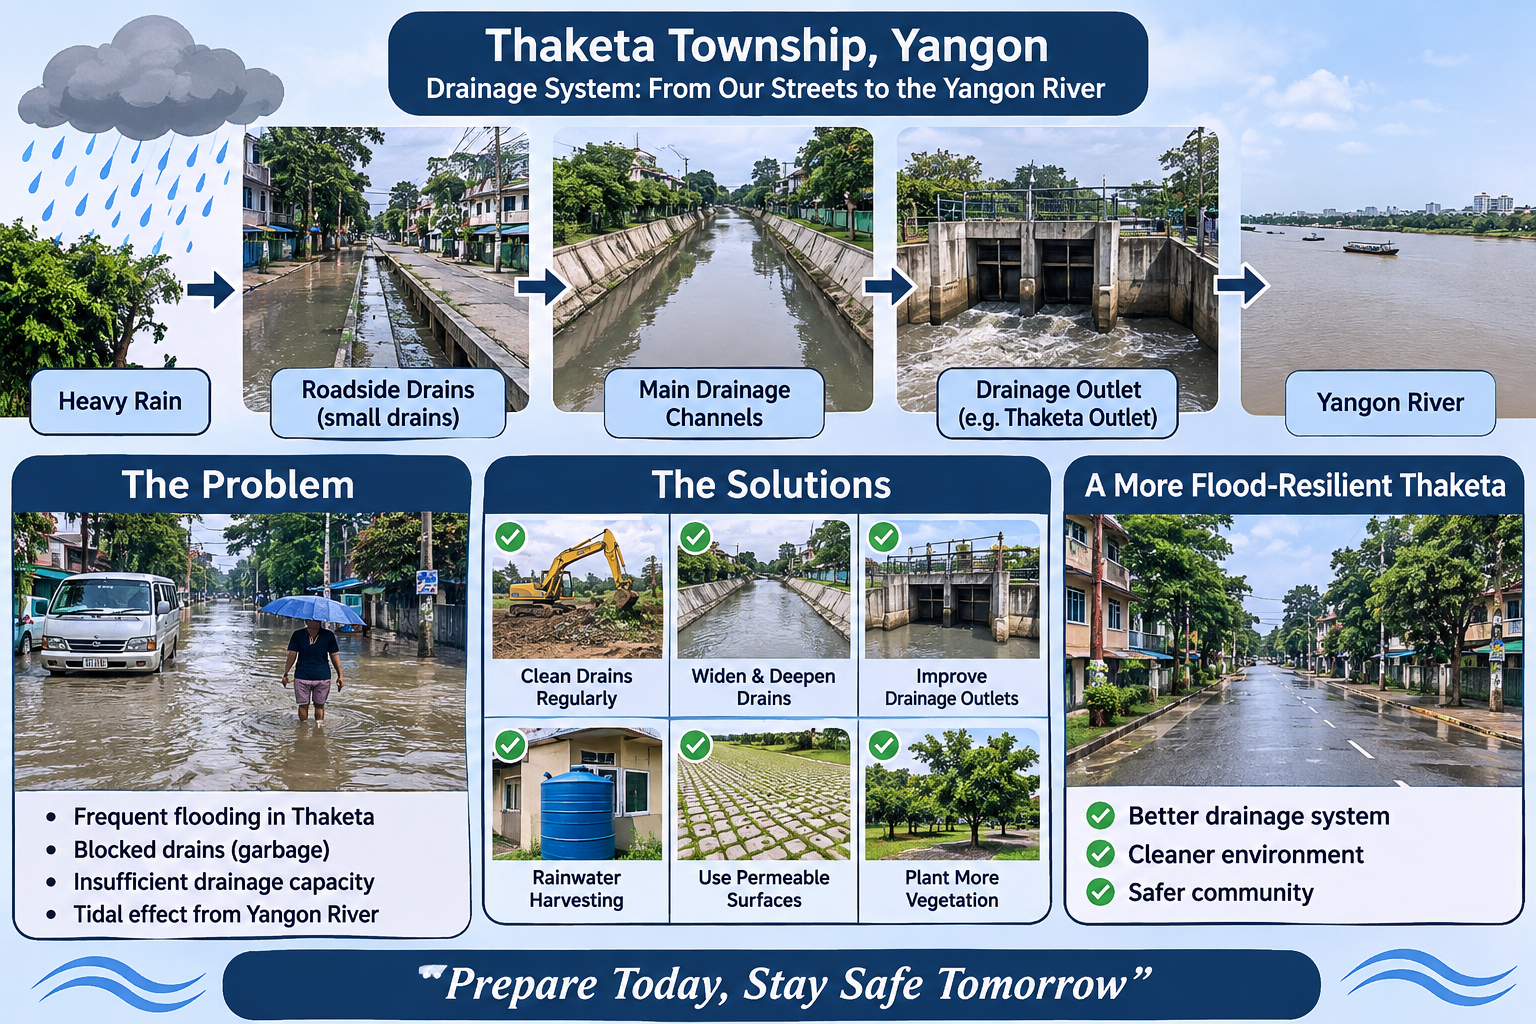 Thaketa Township, Yangon
Drainage System: From Our Streets to the Yangon River
Heavy Rain
Roadside Drains
(small drains)
Main Drainage
Channels
Drainage Outlet
(e.g. Thaketa Outlet)
Yangon River
The Problem
Frequent flooding in Thaketa
Blocked drains (garbage)
Insufficient drainage capacity
Tidal effect from Yangon River
The Solutions
Clean Drains
Regularly
Widen & Deepen
Drains
Improve
Drainage Outlets
Rainwater
Harvesting
Use Permeable
Surfaces
Plant More
Vegetation
A More Flood-Resilient Thaketa
Better drainage system
Cleaner environment
Safer community
“Prepare Today, Stay Safe Tomorrow”